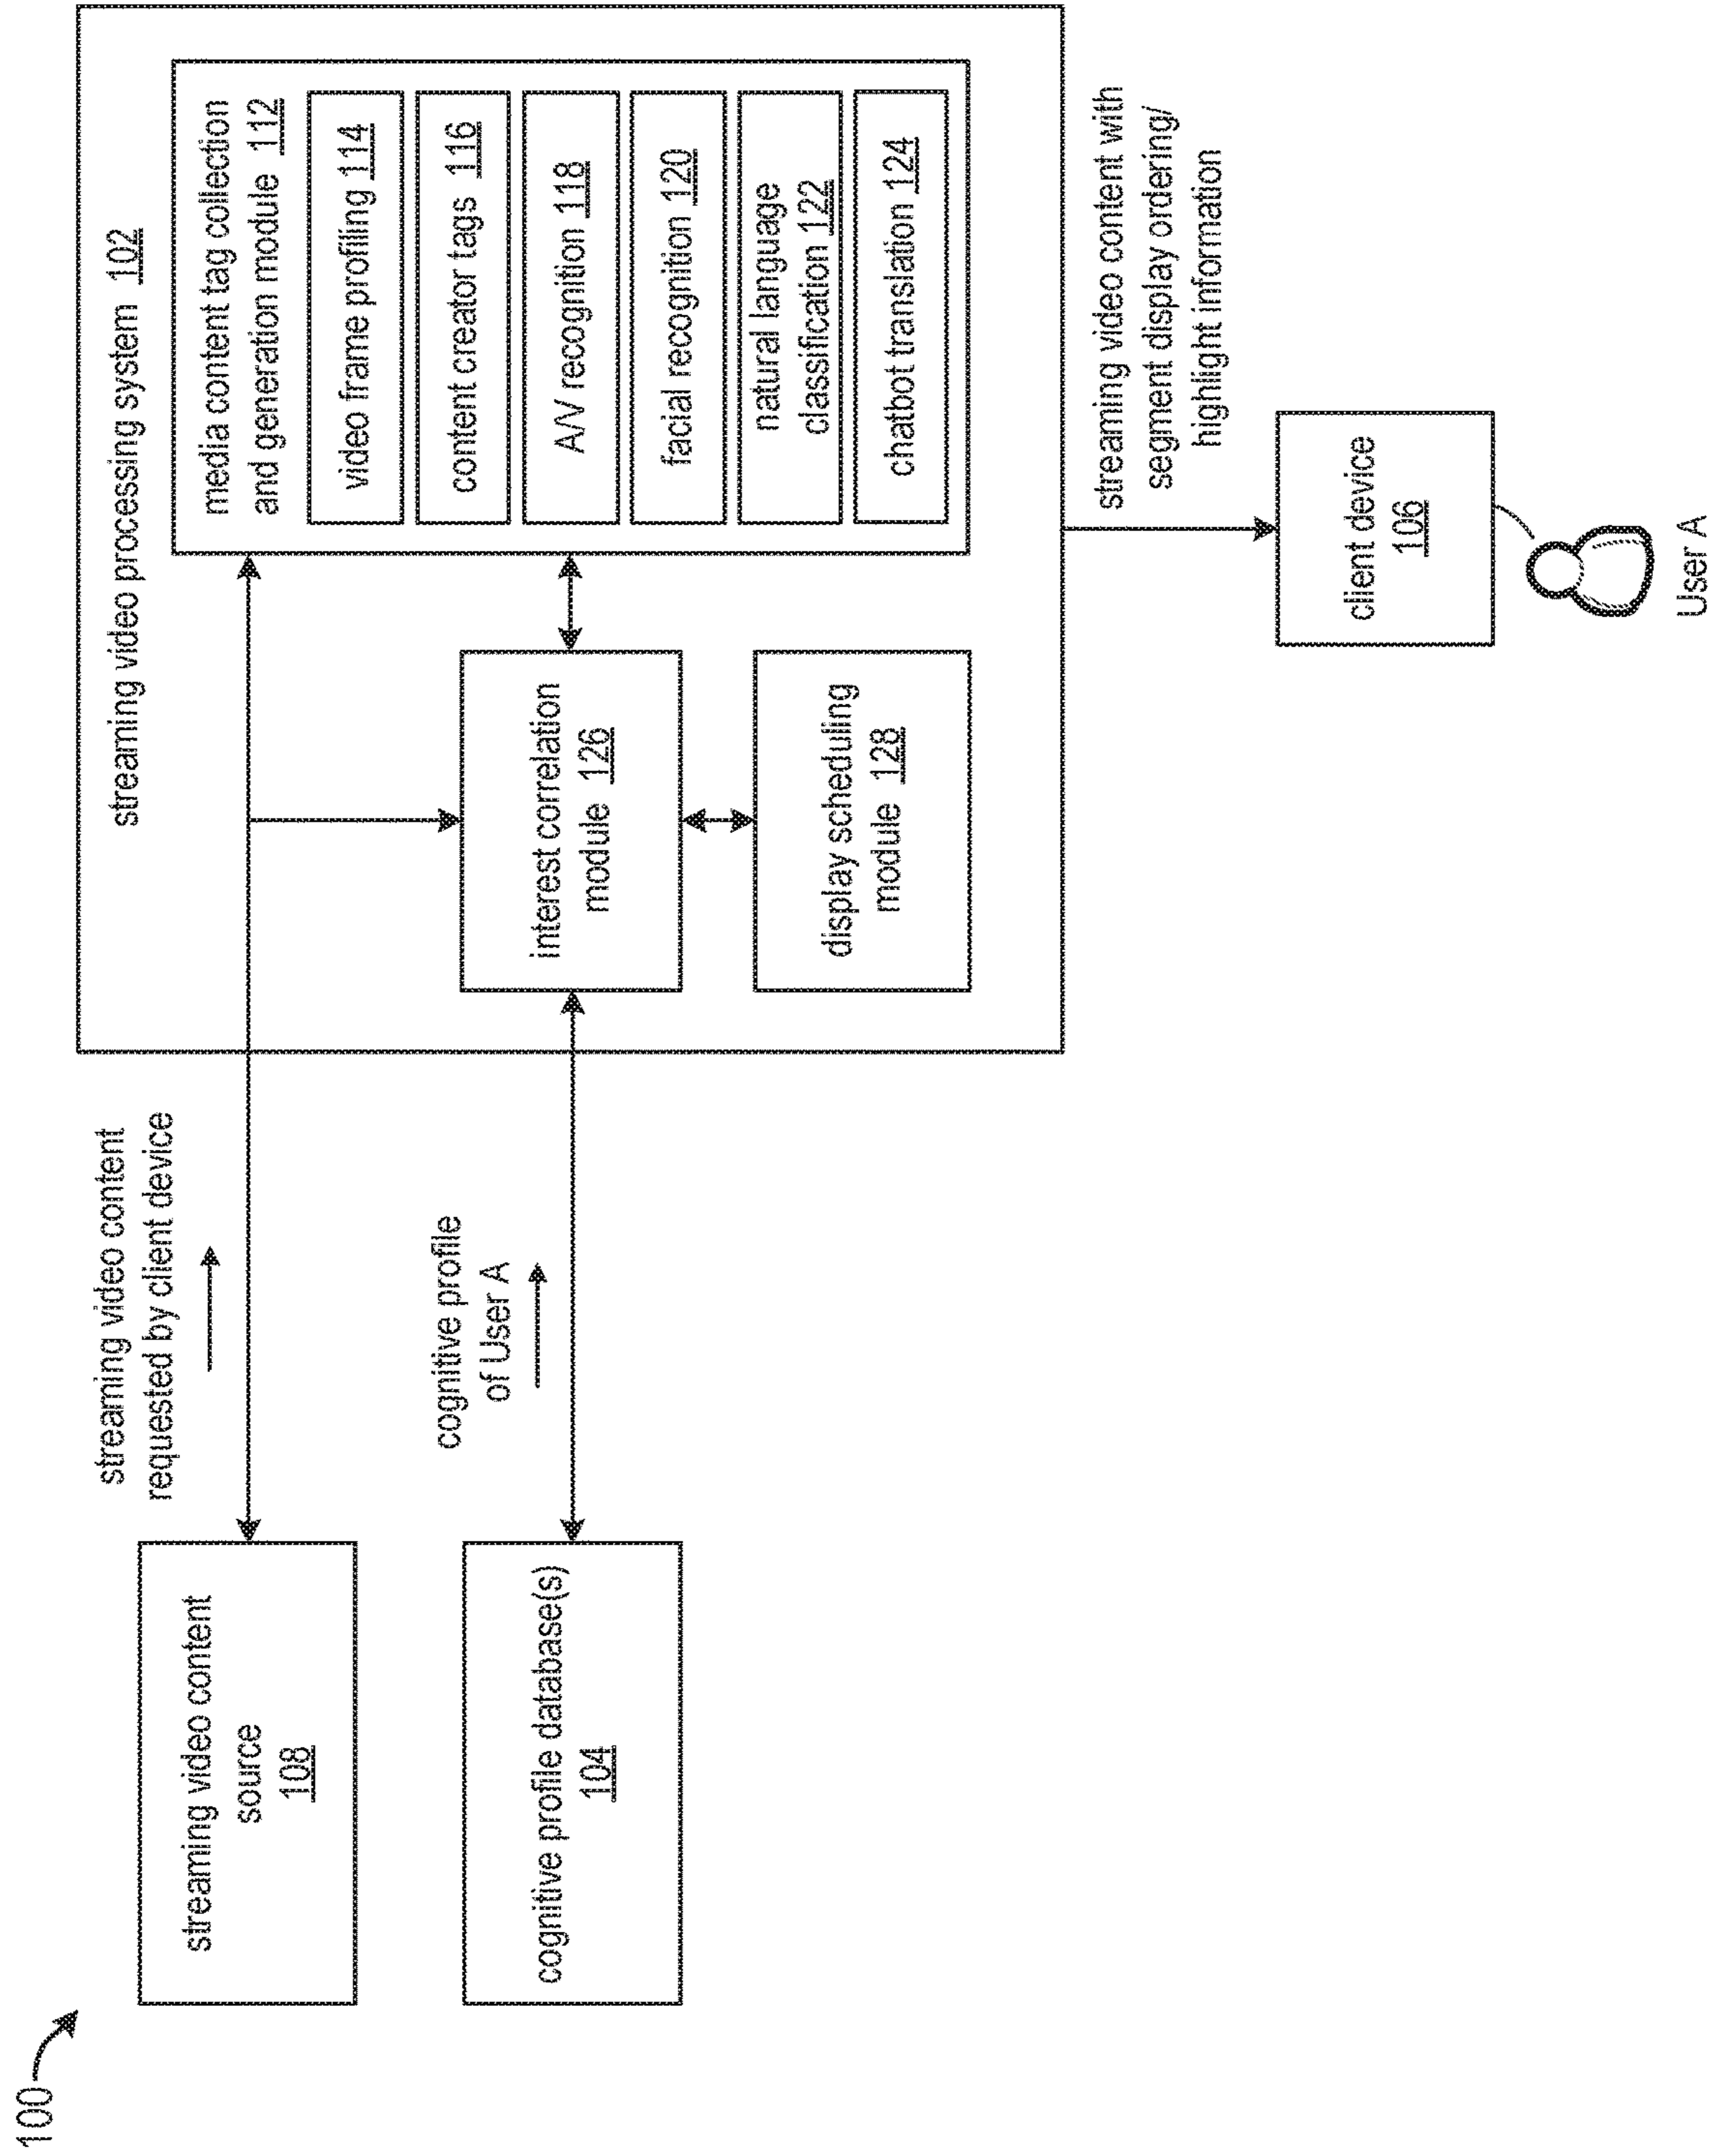 100
streaming video content
source
108
cognitive profile database(s)
104
streaming video content
requested by client device
cognitive profile
of User A
streaming video processing system 102
interest correlation
module 126
display scheduling
module 128
media content tag collection
and generation module 112
video frame profiling 114
content creator tags 116
A/V recognition 118
facial recognition 120
natural language
classification 122
chatbot translation 124
streaming video content with
segment display ordering/
highlight information
client device
106
User A